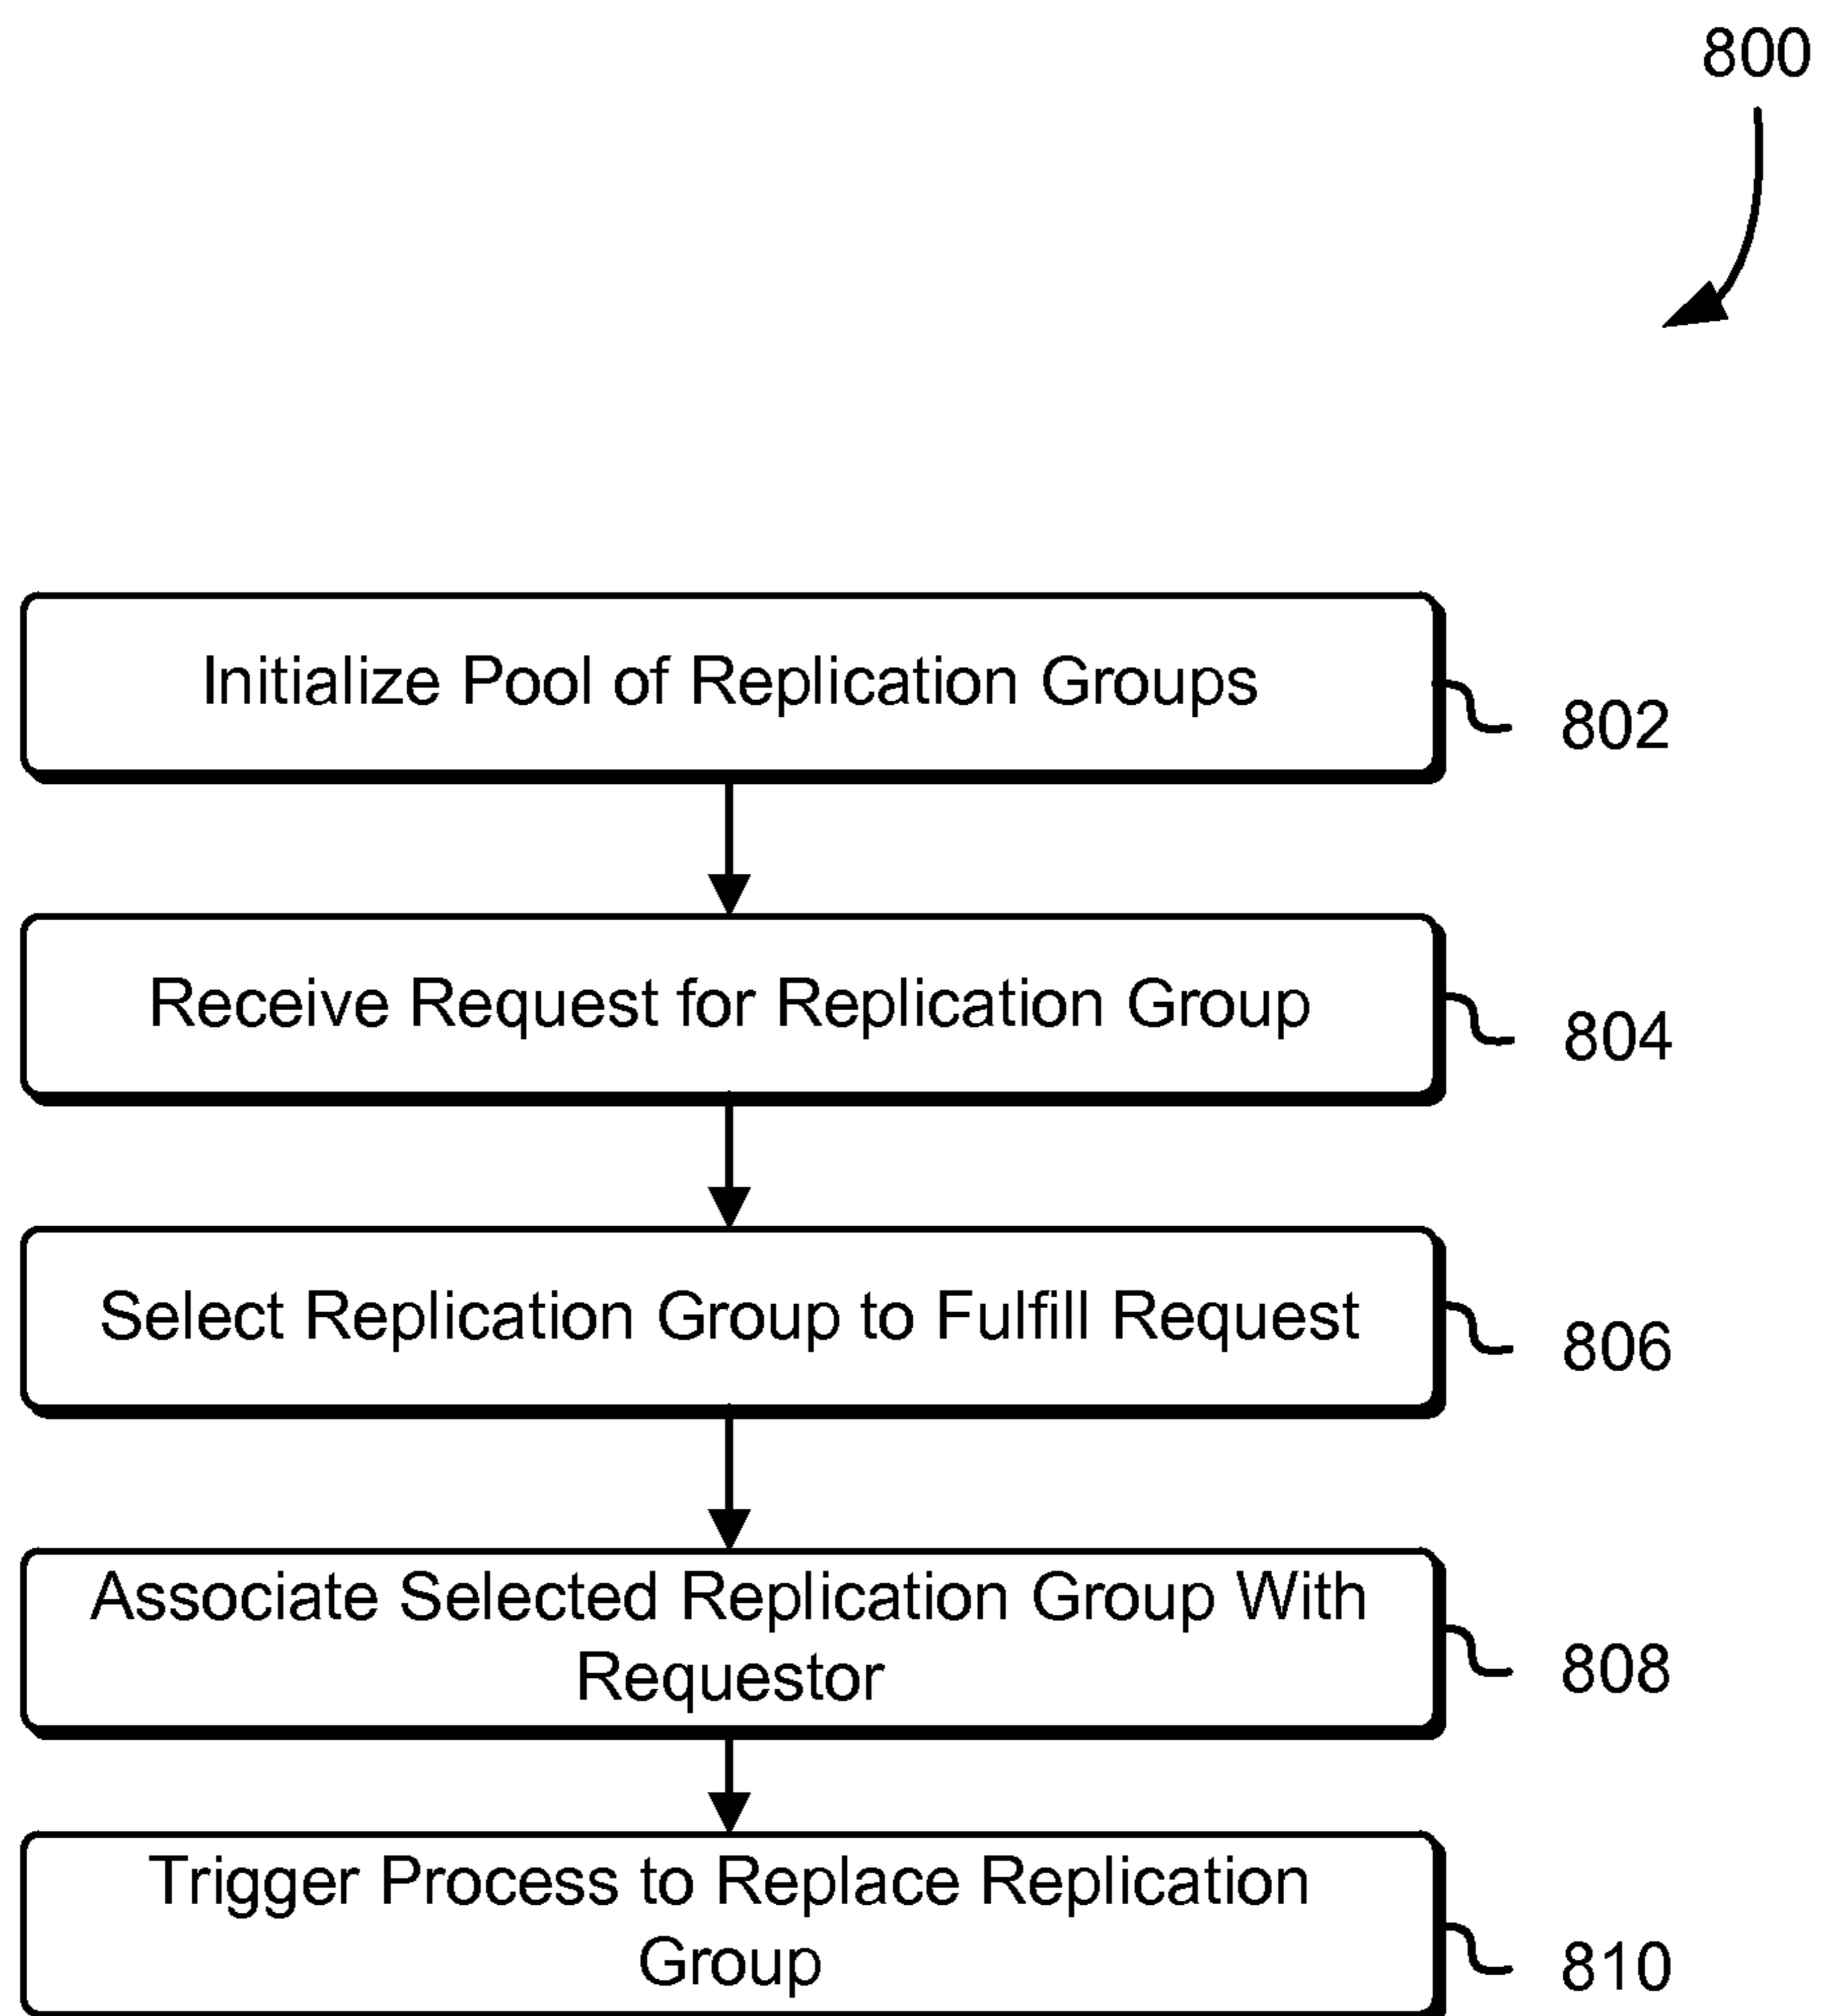 800
Initialize Pool of Replication Groups
802
Receive Request for Replication Group
804
Select Replication Group to Fulfill Request
806
Associate Selected Replication Group With
Requestor
808
Trigger Process to Replace Replication
Group
810